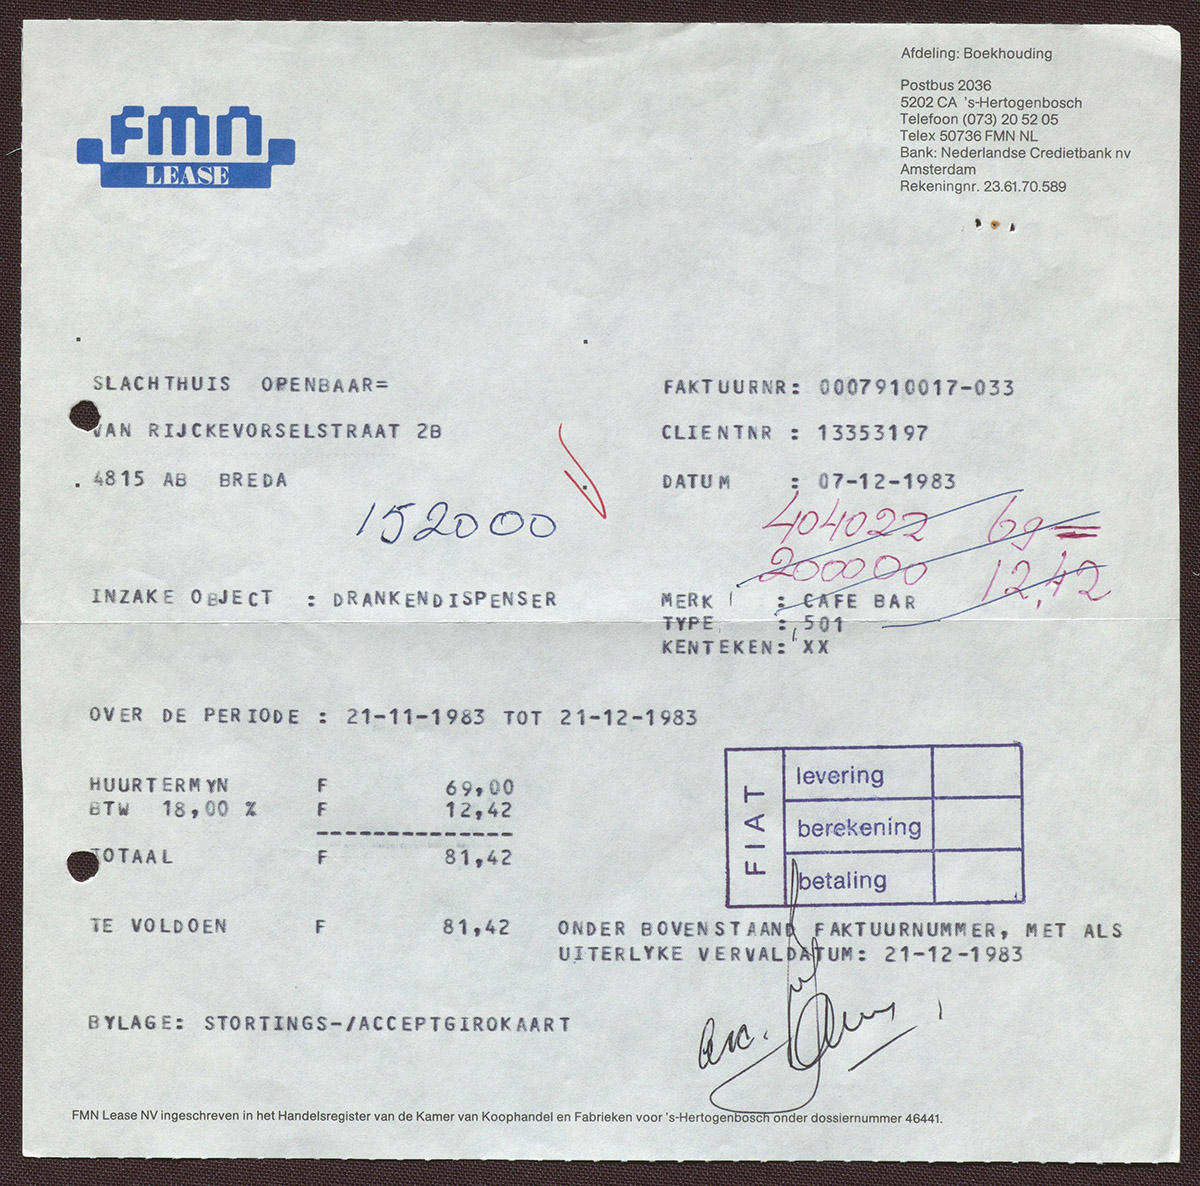 Afdeling: Boekhouding
Postbus 2036
5202 CA 's-Hertogenbosch
Telefoon (073) 20 52 05
Telex 50736 FMN NL
Bank: Nederlandse Credietbank nv
Amsterdam
Rekeningnr. 23.61.70.589
FMN
LEASE
SLACHTHUIS OPENBAAR=
VAN RIJCKEVORSELSTRAAT 2B
4815 AB BREDA
FAKTUURNR: 0007910017-033
CLIENTNR : 13353197
DATUM : 07-12-1983
152000
404022 69=
200000 12,42
INZAKE OBJECT : DRANKENDISPENSER
MERK : CAFE BAR
TYPE : 501
KENTEKEN: XX
OVER DE PERIODE : 21-11-1983 TOT 21-12-1983
HUURTERMYN F 69,00
BTW 18,00 % F 12,42
TOTAAL F 81,42
FIAT
levering
berekening
betaling
TE VOLDOEN F 81,42 ONDER BOVENSTAAND FAKTUURNUMMER, MET ALS
UITERLYKE VERVALDATUM: 21-12-1983
BYLAGE: STORTINGS-/ACCEPTGIROKAART
FMN Lease NV ingeschreven in het Handelsregister van de Kamer van Koophandel en Fabrieken voor 's-Hertogenbosch onder dossiernummer 46441.